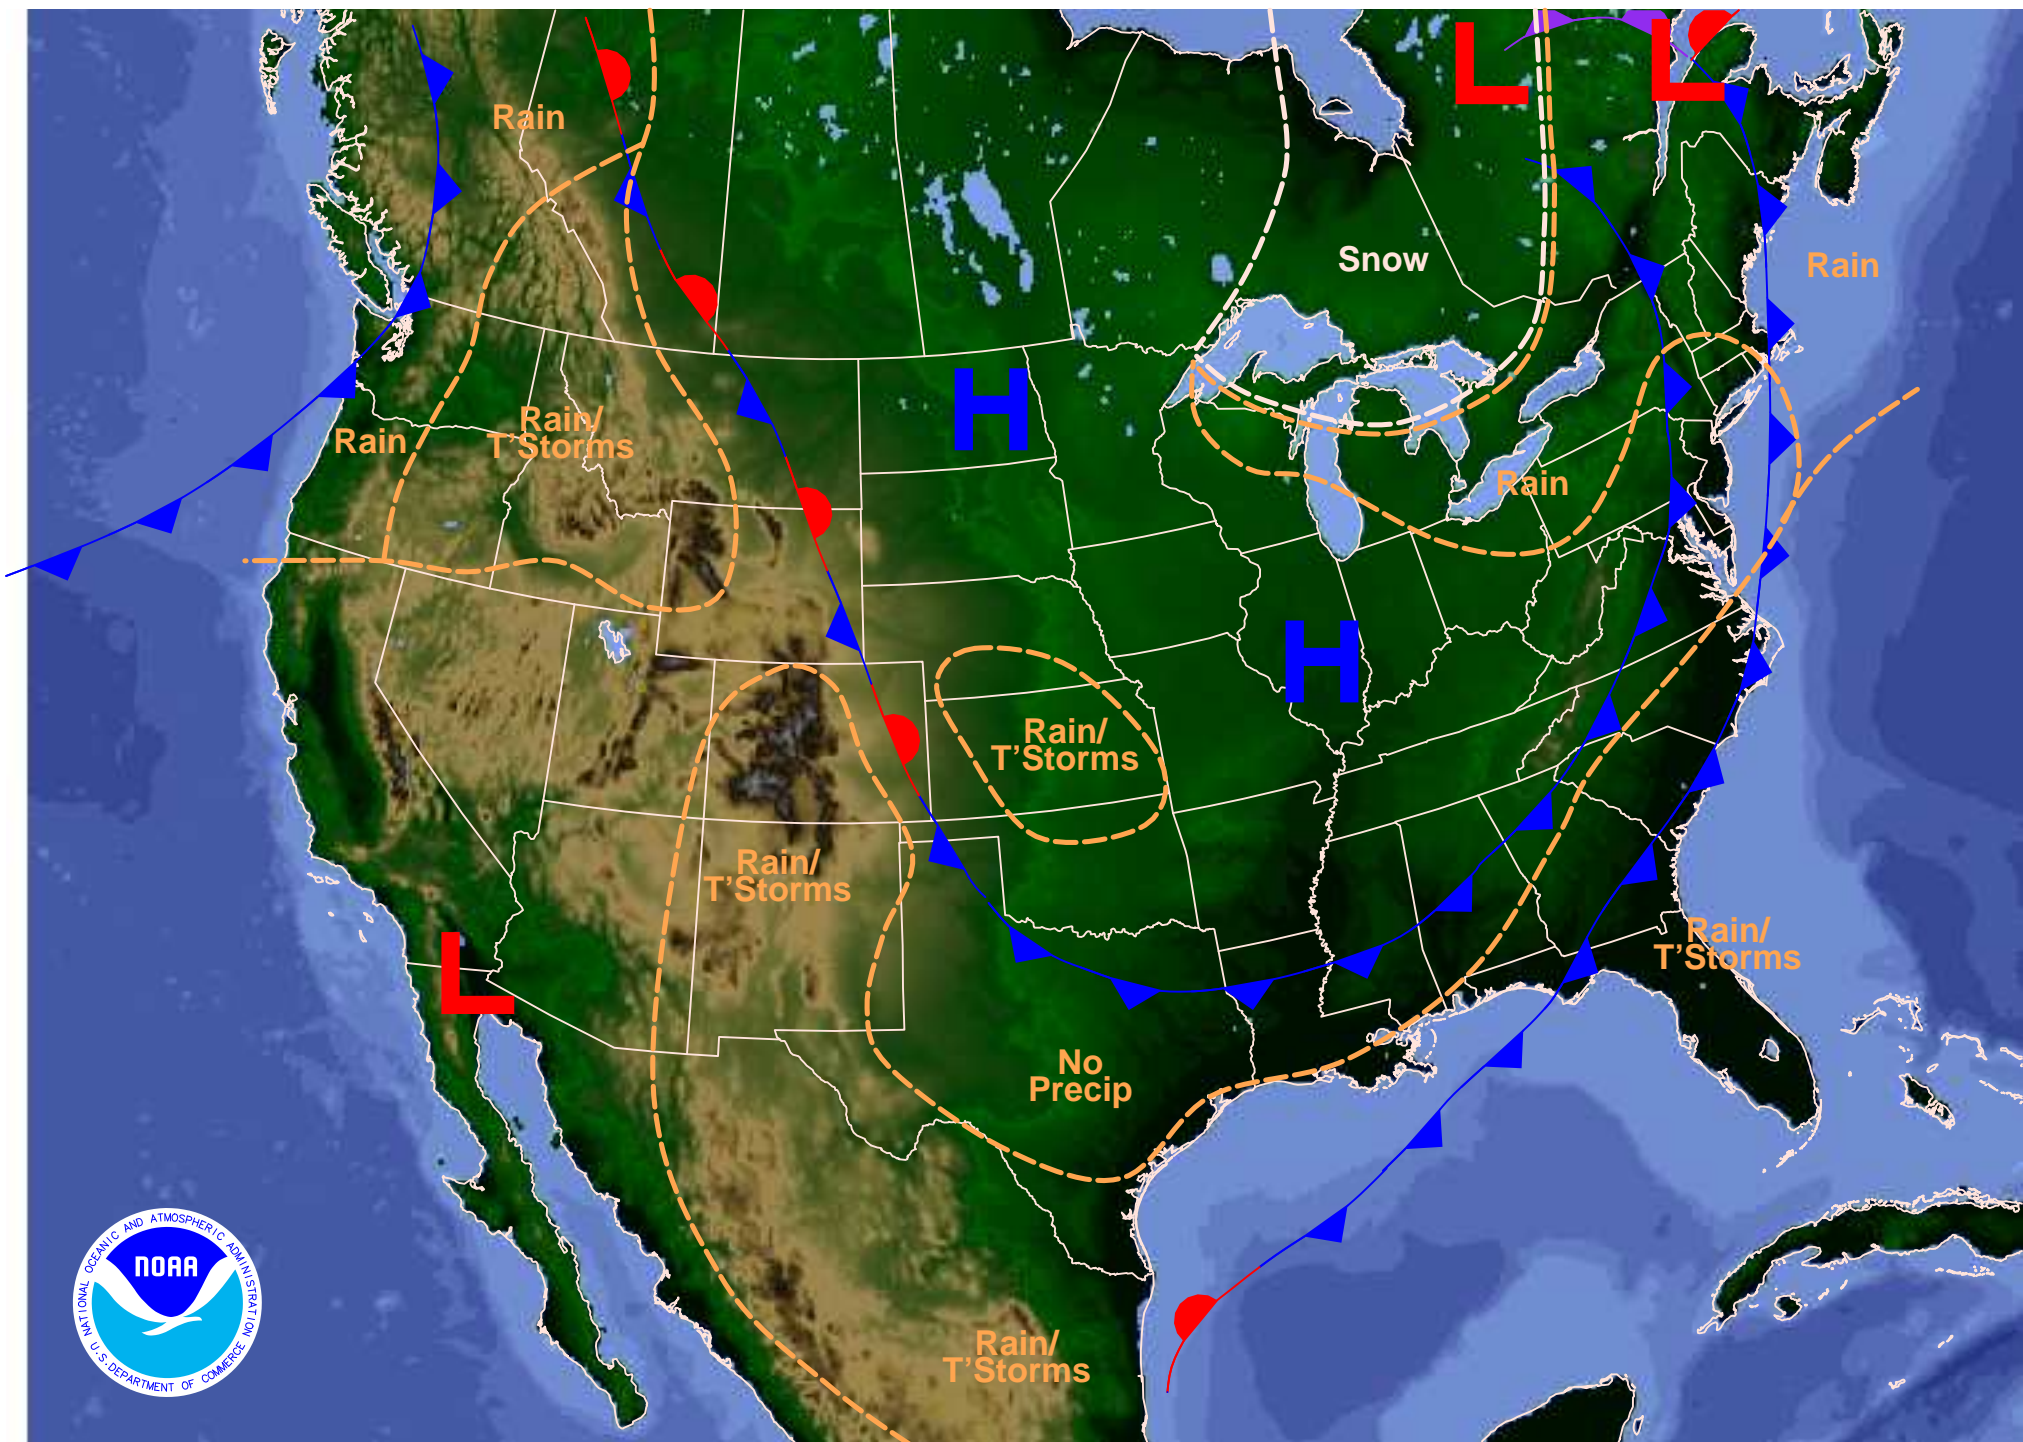 L
L
Rain
Snow
Rain
H
Rain/
T'Storms
Rain
Rain
H
Rain/
T'Storms
Rain/
T'Storms
L
Rain/
T'Storms
No
Precip
NATIONAL OCEANIC AND ATMOSPHERIC ADMINISTRATION
NOAA
U.S. DEPARTMENT OF COMMERCE
Rain/
T'Storms